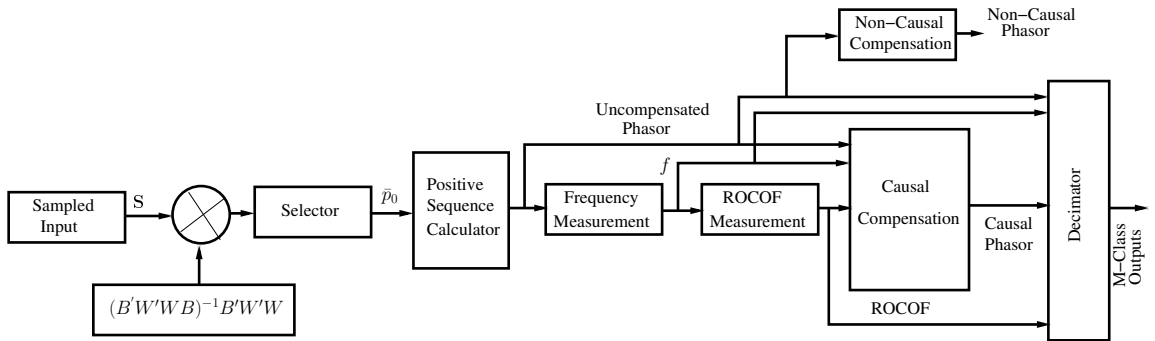 Non−Causal
Compensation
Non−Causal
Phasor
Uncompensated
Phasor
f
S
p̄₀
Sampled
Input
Selector
Positive
Sequence
Calculator
Frequency
Measurement
ROCOF
Measurement
Causal
Compensation
Causal
Phasor
Decimator
M−Class
Outputs
(B'W'WB)⁻¹B'W'W
ROCOF